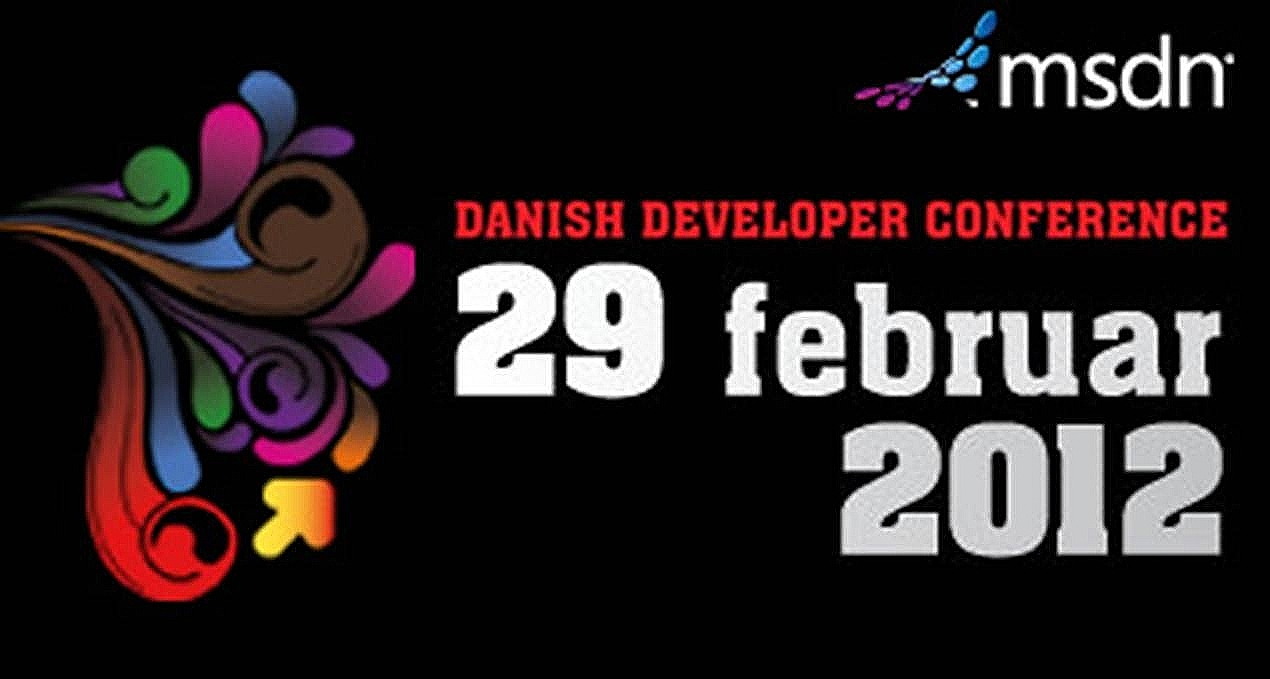 msdn
DANISH DEVELOPER CONFERENCE
29 februar
2012